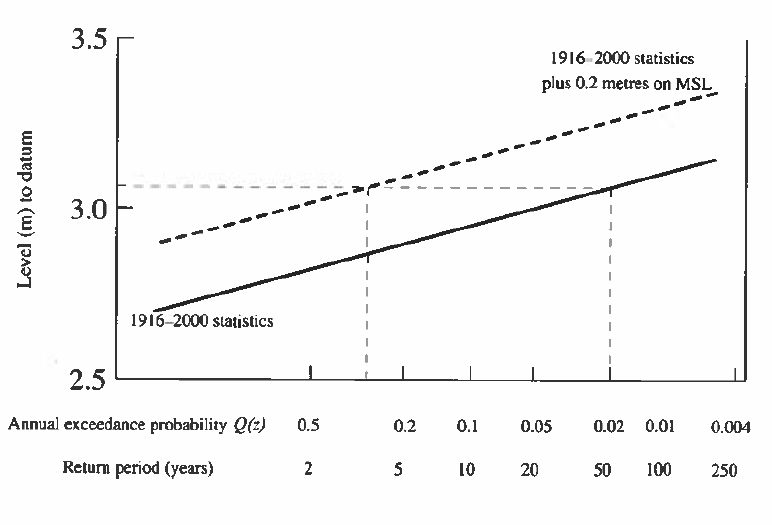 3.5
1916–2000 statistics
plus 0.2 metres on MSL
Level (m) to datum
3.0
1916–2000 statistics
2.5
Annual exceedance probability Q(z) 0.5 0.2 0.1 0.05 0.02 0.01 0.004
Return period (years) 2 5 10 20 50 100 250